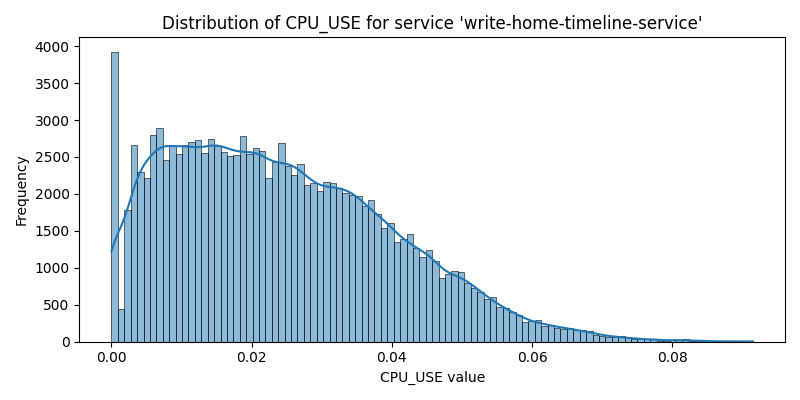 Distribution of CPU_USE for service 'write-home-timeline-service'
Frequency
4000
3500
3000
2500
2000
1500
1000
500
0
0.00 0.02 0.04 0.06 0.08
CPU_USE value